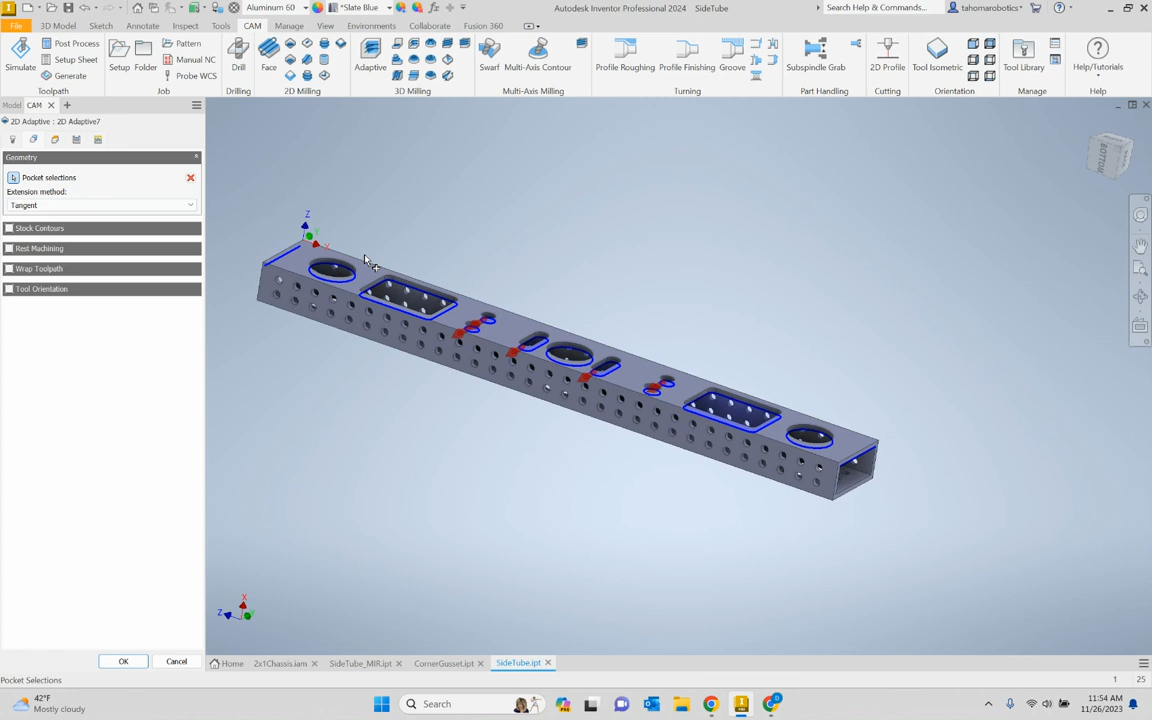 Aluminum 60
*Slate Blue
Autodesk Inventor Professional 2024
SideTube
Search Help & Commands...
tahomarobotics
File
3D Model
Sketch
Annotate
Inspect
Tools
CAM
Manage
View
Environments
Collaborate
Fusion 360
Simulate
Post Process
Setup Sheet
Generate
Toolpath
Setup
Folder
Pattern
Manual NC
Probe WCS
Job
Drill
Drilling
Face
2D Milling
Adaptive
3D Milling
Swarf
Multi-Axis Contour
Multi-Axis Milling
Profile Roughing
Profile Finishing
Groove
Turning
Subspindle Grab
Part Handling
2D Profile
Cutting
Tool Isometric
Orientation
Tool Library
Manage
Help/Tutorials
Help
Model
CAM
2D Adaptive : 2D Adaptive7
Geometry
Pocket selections
Extension method:
Tangent
Stock Contours
Rest Machining
Wrap Toolpath
Tool Orientation
BOTTOM
Z
Y
X
X
Z
Y
OK
Cancel
Home
2x1Chassis.iam
SideTube_MIR.ipt
CornerGusset.ipt
SideTube.ipt
Pocket Selections
1
25
42°F
Mostly cloudy
Search
11:54 AM
11/26/2023